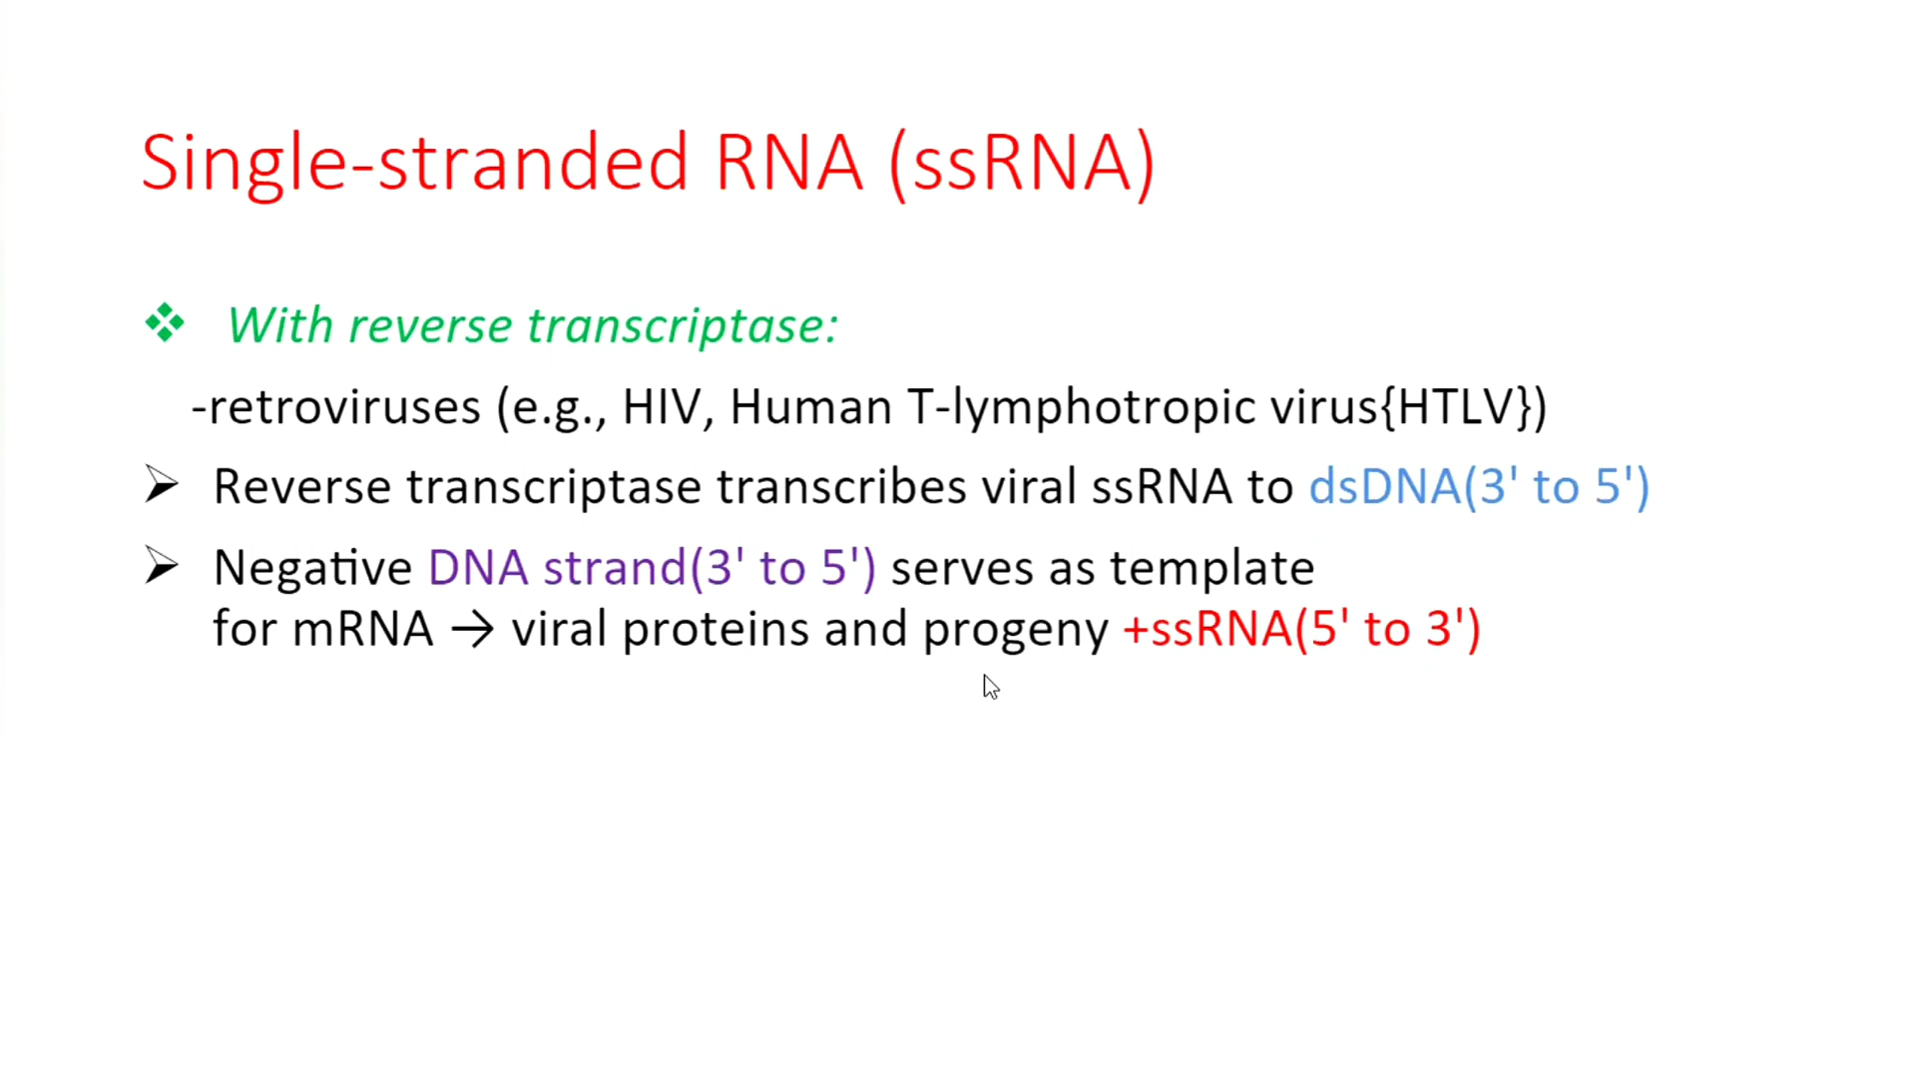 Single-stranded RNA (ssRNA)
❖ With reverse transcriptase:
-retroviruses (e.g., HIV, Human T-lymphotropic virus{HTLV})
➢ Reverse transcriptase transcribes viral ssRNA to dsDNA(3' to 5')
➢ Negative DNA strand(3' to 5') serves as template
for mRNA → viral proteins and progeny +ssRNA(5' to 3')